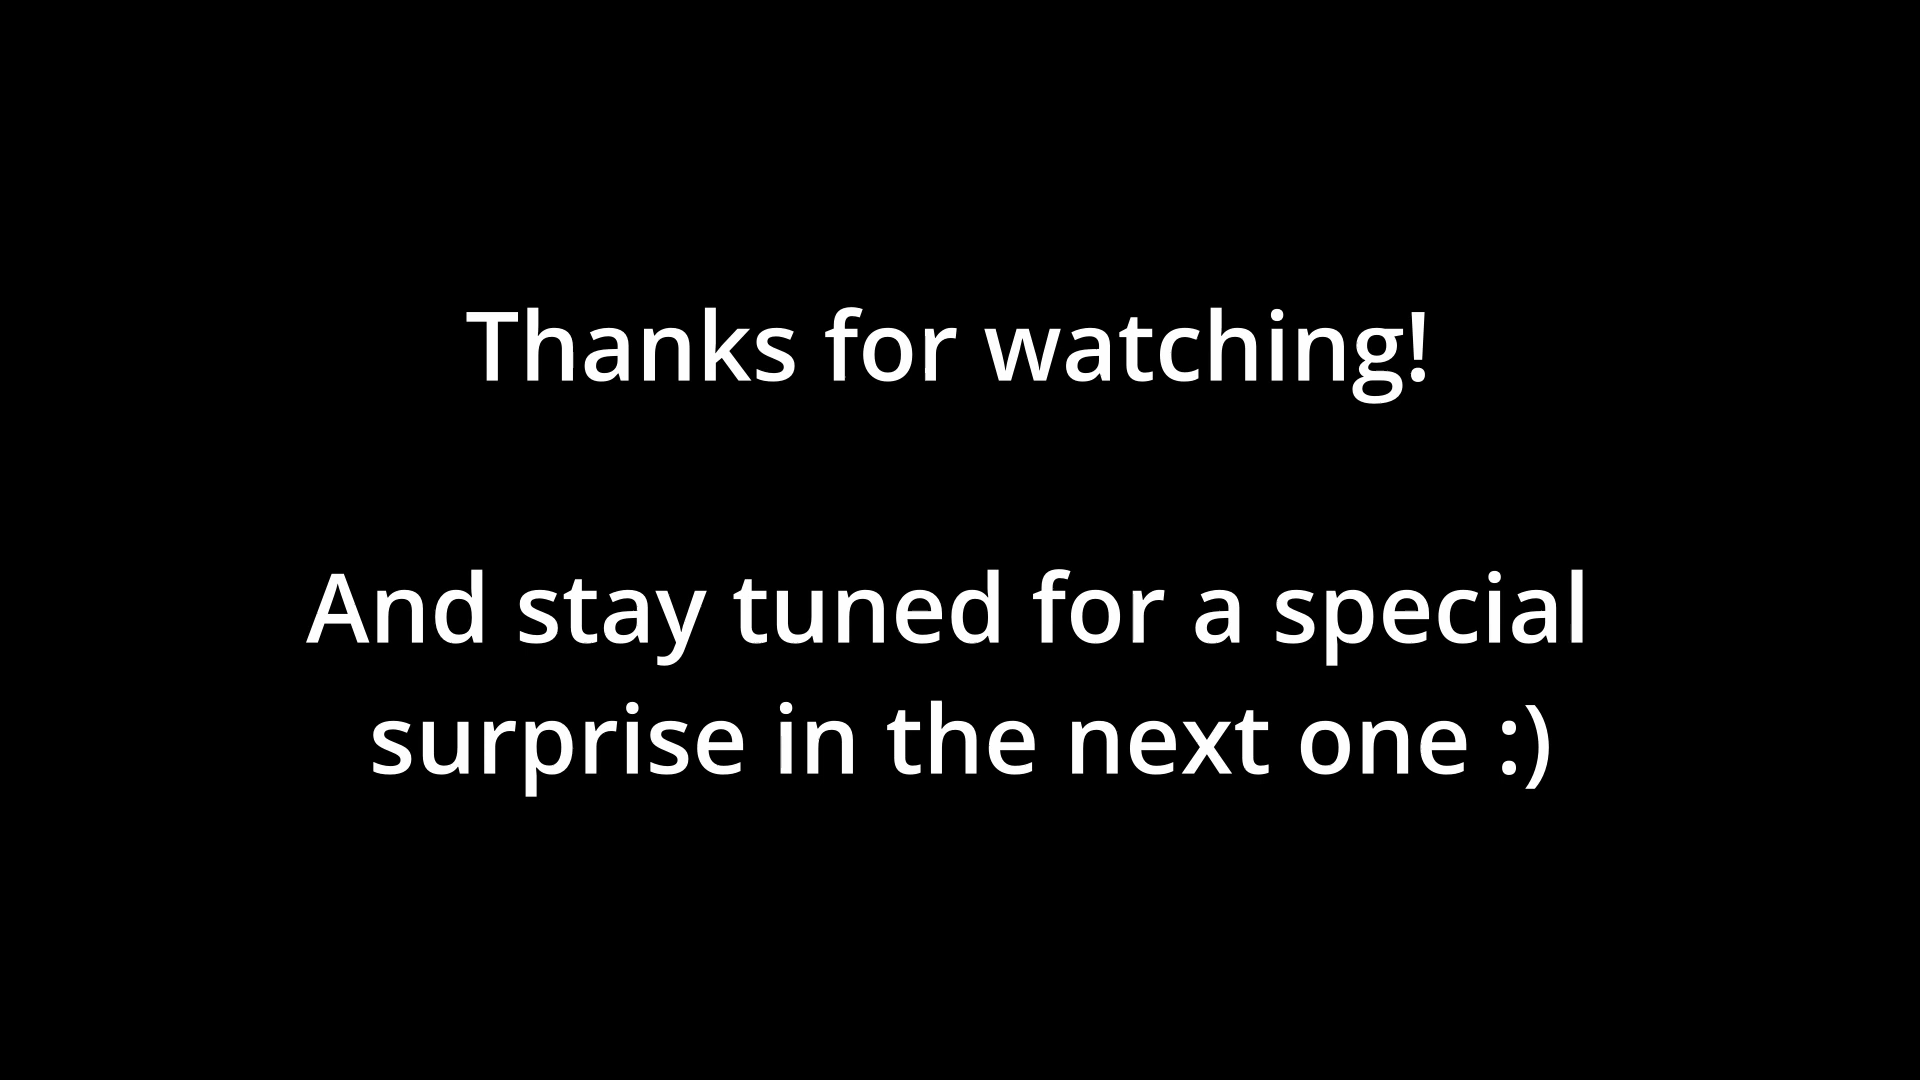 Thanks for watching!
And stay tuned for a special
surprise in the next one :)